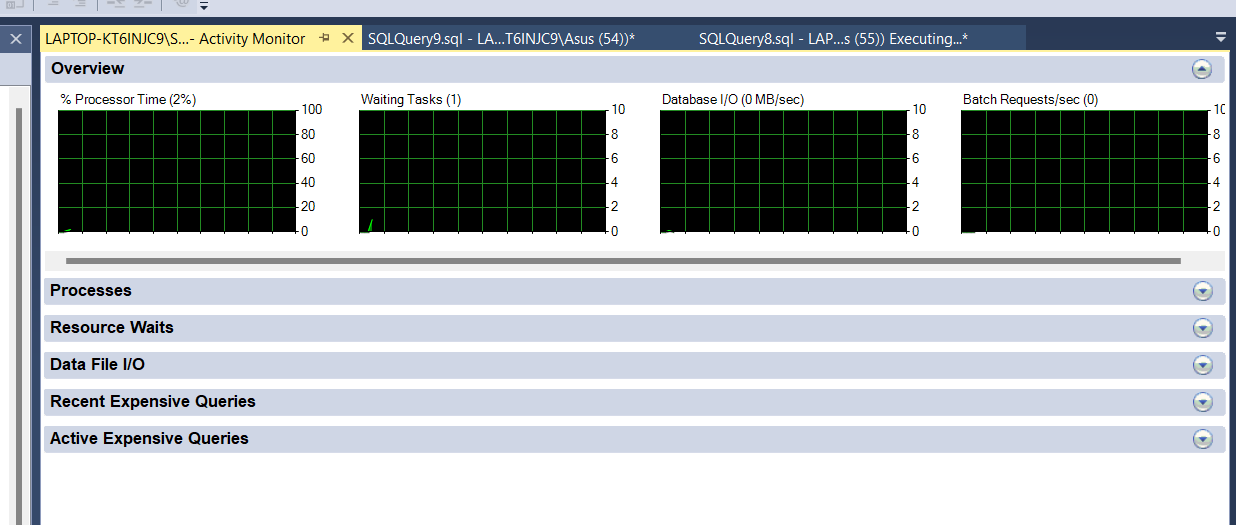 LAPTOP-KT6INJC9\S...- Activity Monitor SQLQuery9.sql - LA...T6INJC9\Asus (54))* SQLQuery8.sql - LAP...s (55)) Executing...*
Overview
% Processor Time (2%) Waiting Tasks (1) Database I/O (0 MB/sec) Batch Requests/sec (0)
100 10 10 10
80 8 8 8
60 6 6 6
40 4 4 4
20 2 2 2
0 0 0 0
Processes
Resource Waits
Data File I/O
Recent Expensive Queries
Active Expensive Queries